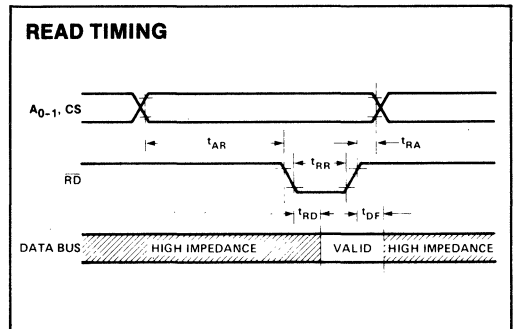 READ TIMING
A0-1, CS
tAR
tRA
tRR
RD
tRD
tDF
DATA BUS
HIGH IMPEDANCE
VALID
HIGH IMPEDANCE